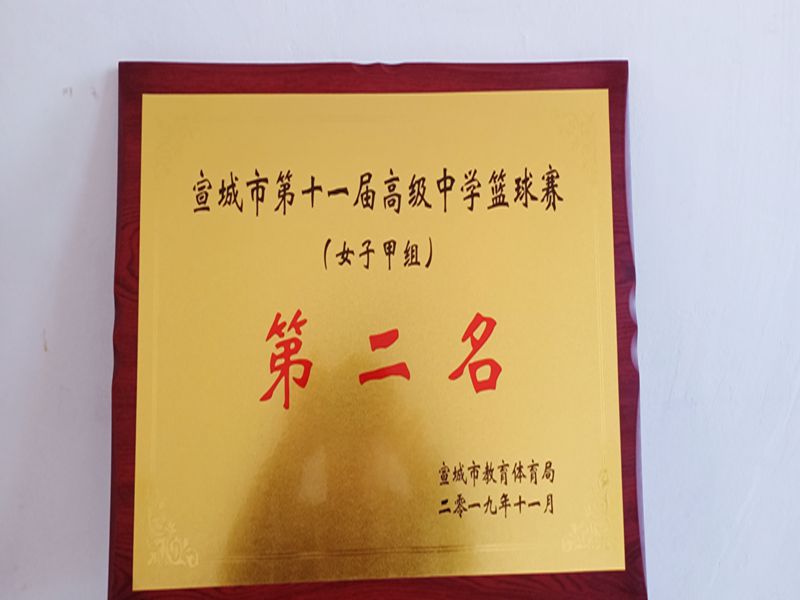 宣城市第十一届高级中学篮球赛
（女子甲组）
第二名
宣城市教育体育局
二零一九年十一月